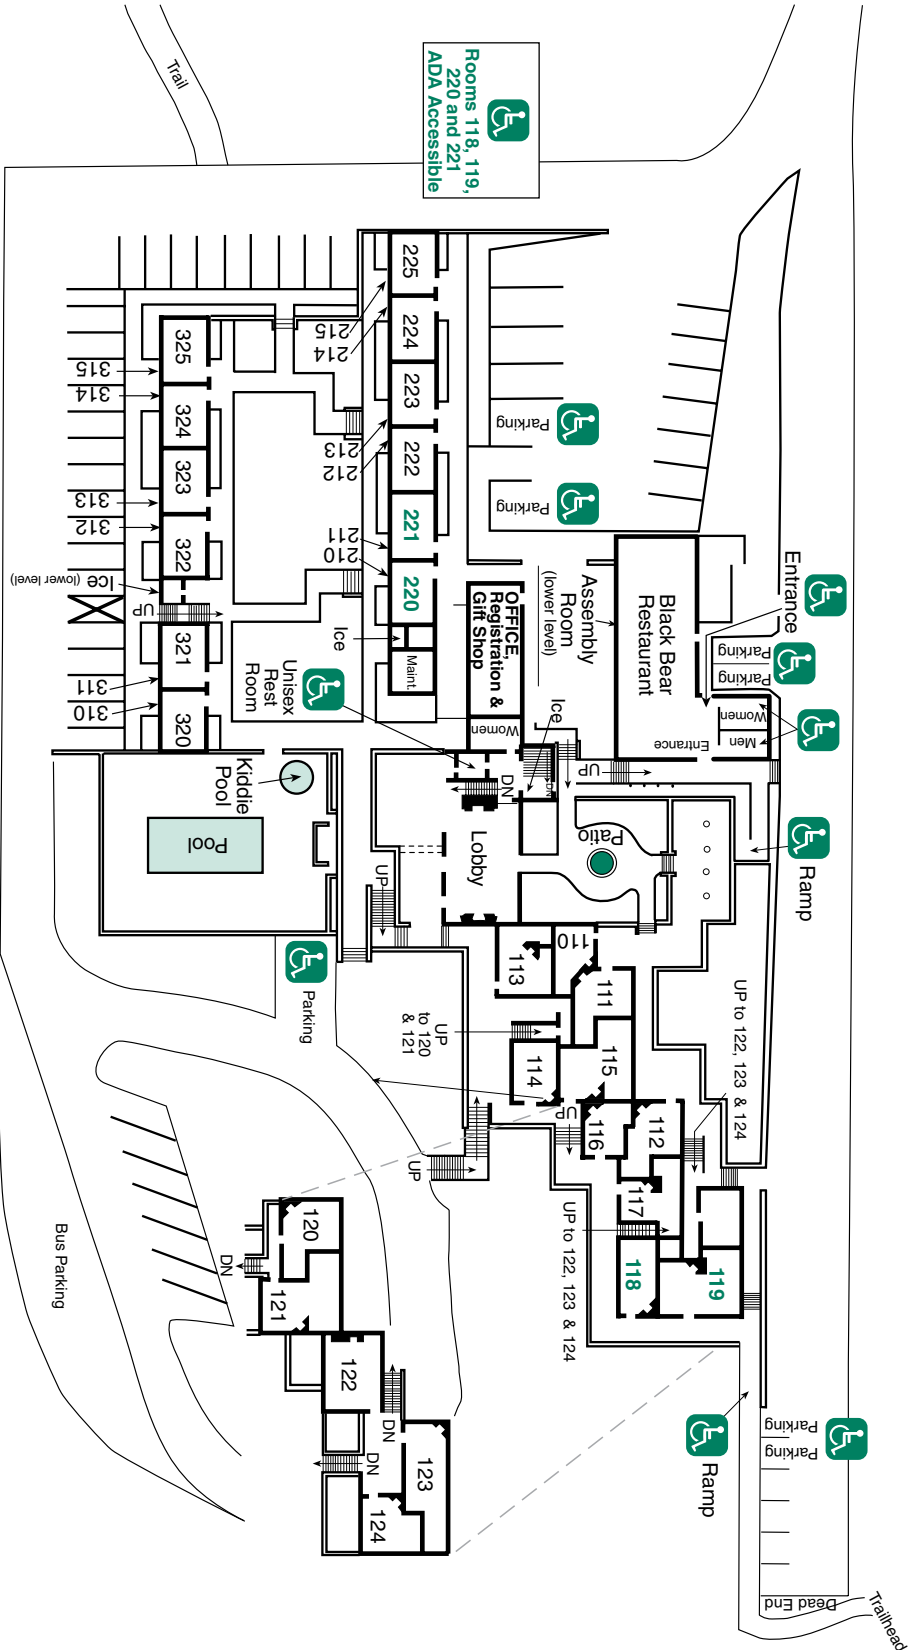 Trail
Rooms 118, 119,
220 and 221
ADA Accessible
225
224
223
222
221
220
215
214
213
212
211
210
Ice
Maint.
325
324
323
322
321
320
315
314
313
312
Ice (lower level)
UP
311
310
Parking
Parking
OFFICE,
Registration &
Gift Shop
Women
Assembly
Room
(lower level)
Black Bear
Restaurant
Entrance
Parking
Parking
Women
Men
Entrance
Ice
UP
DN
DN
Unisex
Rest
Room
Kiddie
Pool
Pool
Lobby
Patio
Ramp
UP
Parking
110
113
111
115
114
UP
to 120
& 121
UP
116
112
117
118
119
UP to 122, 123 & 124
UP to 122, 123 & 124
UP
120
121
DN
122
DN
DN
123
124
Bus Parking
Ramp
Parking
Parking
Dead End
Trailhead